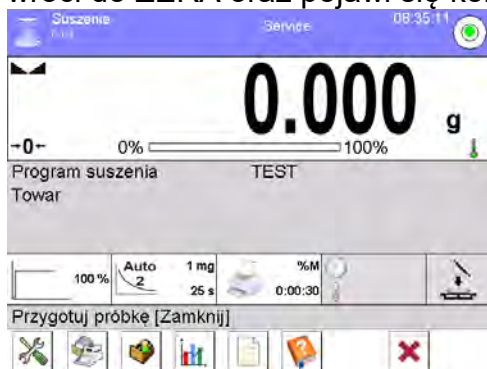 Suszenie
Service
08:35:11
0.000 g
→0←
0%
100%
Program suszenia TEST
Towar
100 %
Auto 2
1 mg
25 s
%M
0:00:30
Przygotuj próbkę [Zamknij]